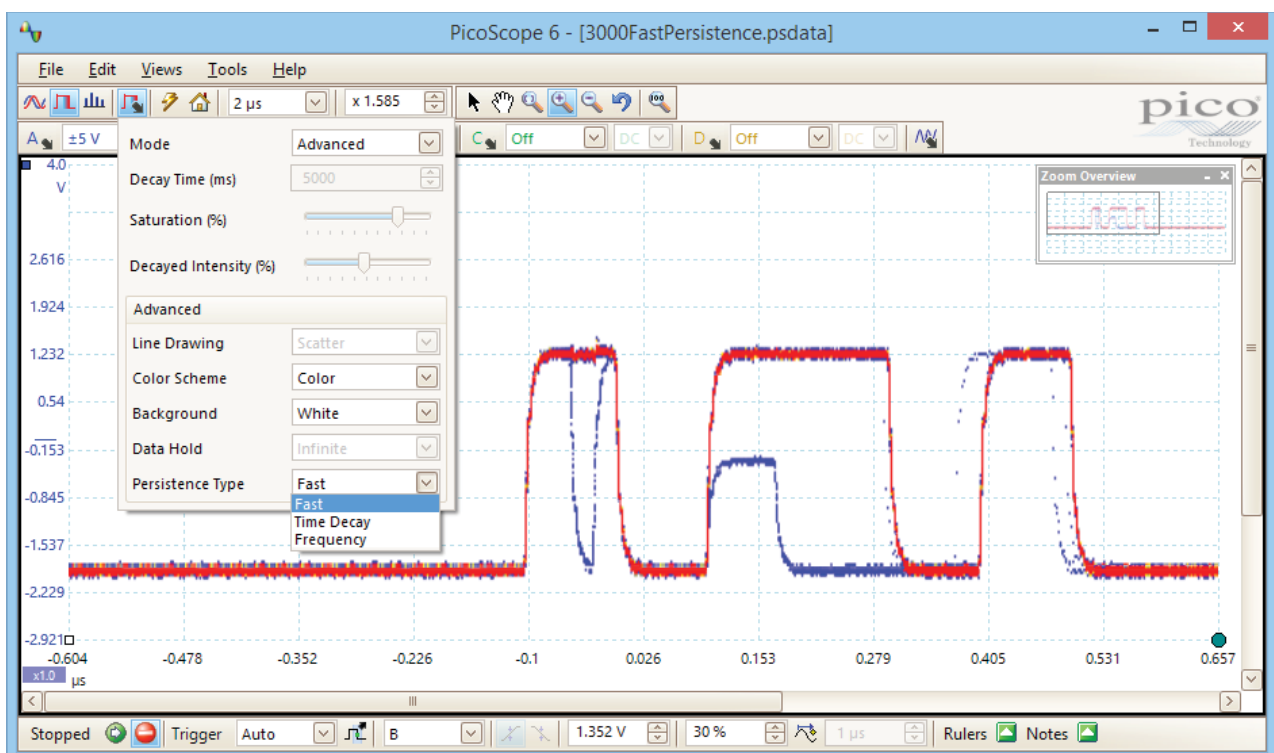 PicoScope 6 - [3000FastPersistence.psdata]
File Edit Views Tools Help
2 µs x 1.585
pico
Technology
A ±5 V C Off DC D Off DC
Mode Advanced
Decay Time (ms) 5000
Saturation (%)
Decayed Intensity (%)
Advanced
Line Drawing Scatter
Color Scheme Color
Background White
Data Hold Infinite
Persistence Type Fast
Fast
Time Decay
Frequency
Zoom Overview
4.0
V
2.616
1.924
1.232
0.54
-0.153
-0.845
-1.537
-2.229
-2.921
-0.604 -0.478 -0.352 -0.226 -0.1 0.026 0.153 0.279 0.405 0.531 0.657
x1.0 µs
Stopped Trigger Auto B 1.352 V 30 % 1 µs Rulers Notes